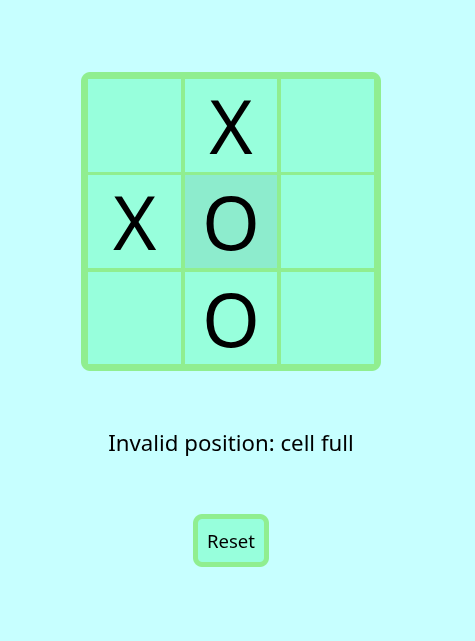 X
X O
O
Invalid position: cell full
Reset